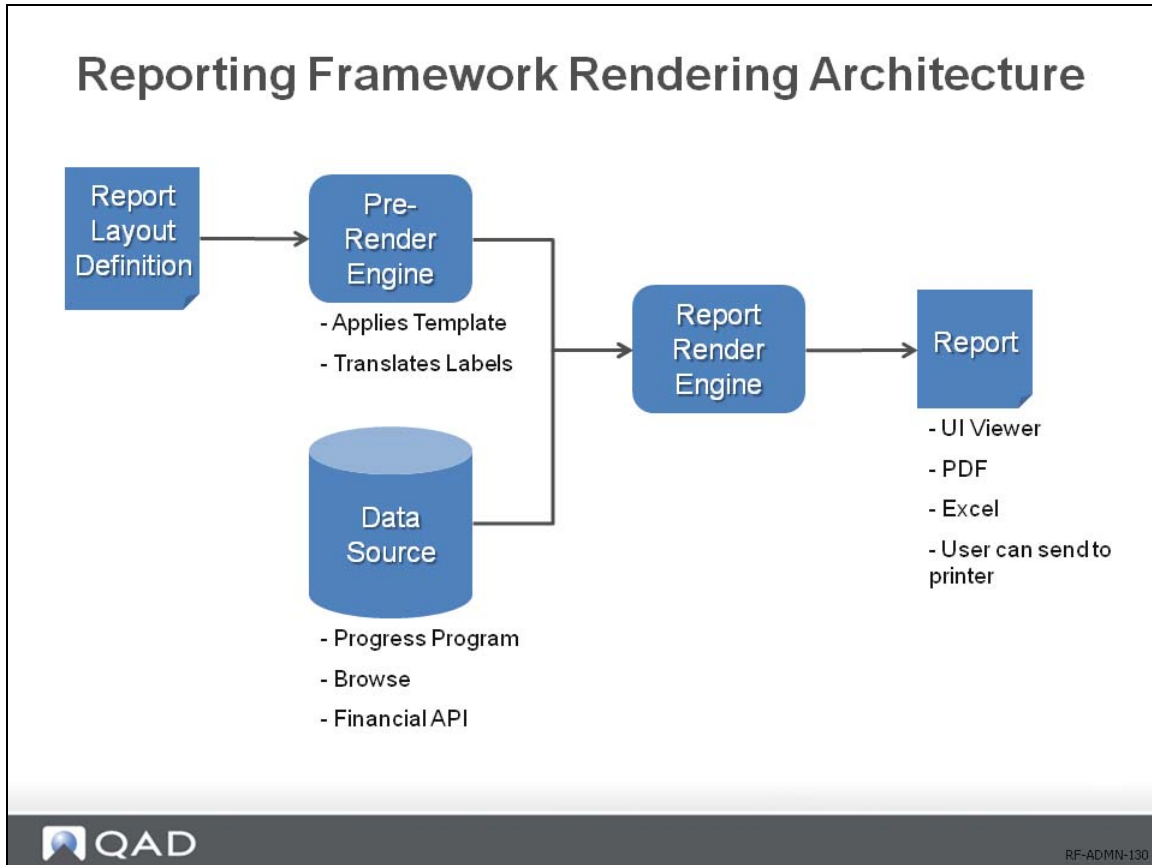 Reporting Framework Rendering Architecture
Report
Layout
Definition
Pre-
Render
Engine
- Applies Template
- Translates Labels
Data
Source
- Progress Program
- Browse
- Financial API
Report
Render
Engine
Report
- UI Viewer
- PDF
- Excel
- User can send to
printer
QAD
RF-ADMN-130